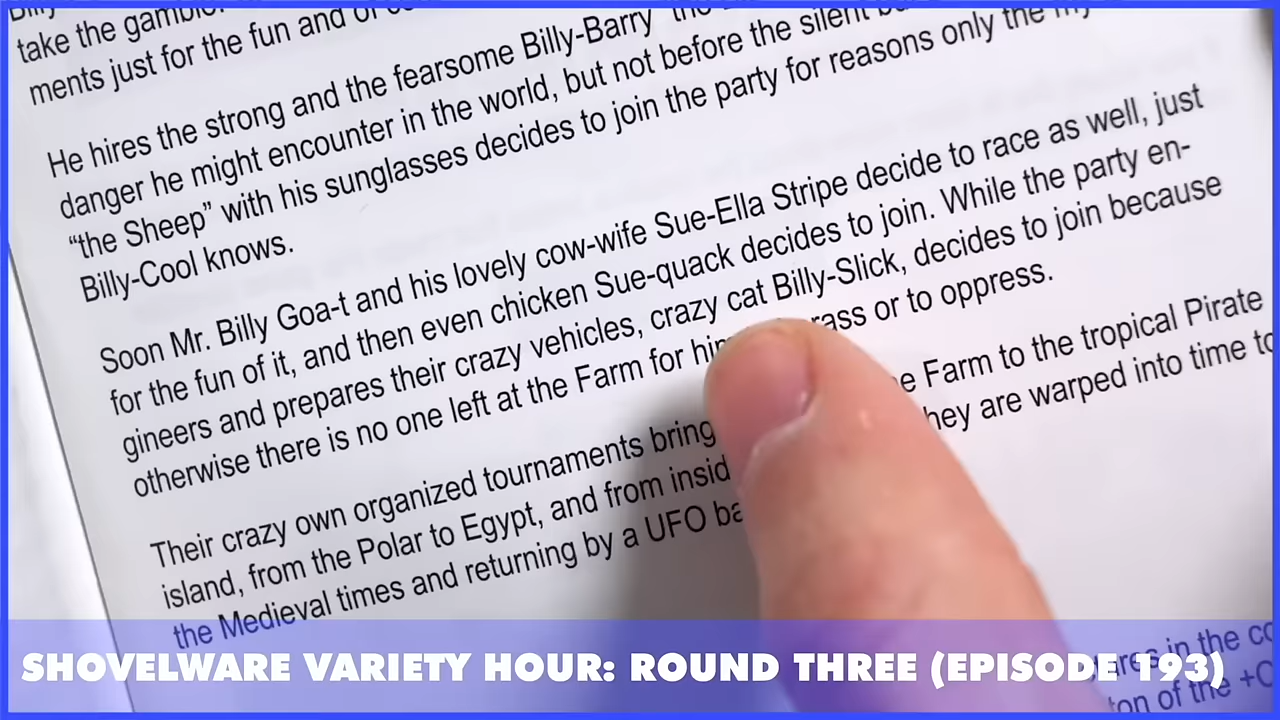 Billy
take the gamble.
ments just for the fun and of
He hires the strong and the fearsome Billy-Barry "the
danger he might encounter in the world, but not before the silent
“the Sheep” with his sunglasses decides to join the party for reasons only the
Billy-Cool knows.
Soon Mr. Billy Goa-t and his lovely cow-wife Sue-Ella Stripe decide to race as well, just
for the fun of it, and then even chicken Sue-quack decides to join. While the party en-
gineers and prepares their crazy vehicles, crazy cat Billy-Slick, decides to join because
otherwise there is no one left at the Farm for or to oppress.
Their crazy own organized tournaments bring Farm to the tropical Pirate
island, from the Polar to Egypt, and from they are warped into time to
the Medieval times and returning by a UFO
in the
of the
SHOVELWARE VARIETY HOUR: ROUND THREE (EPISODE 193)